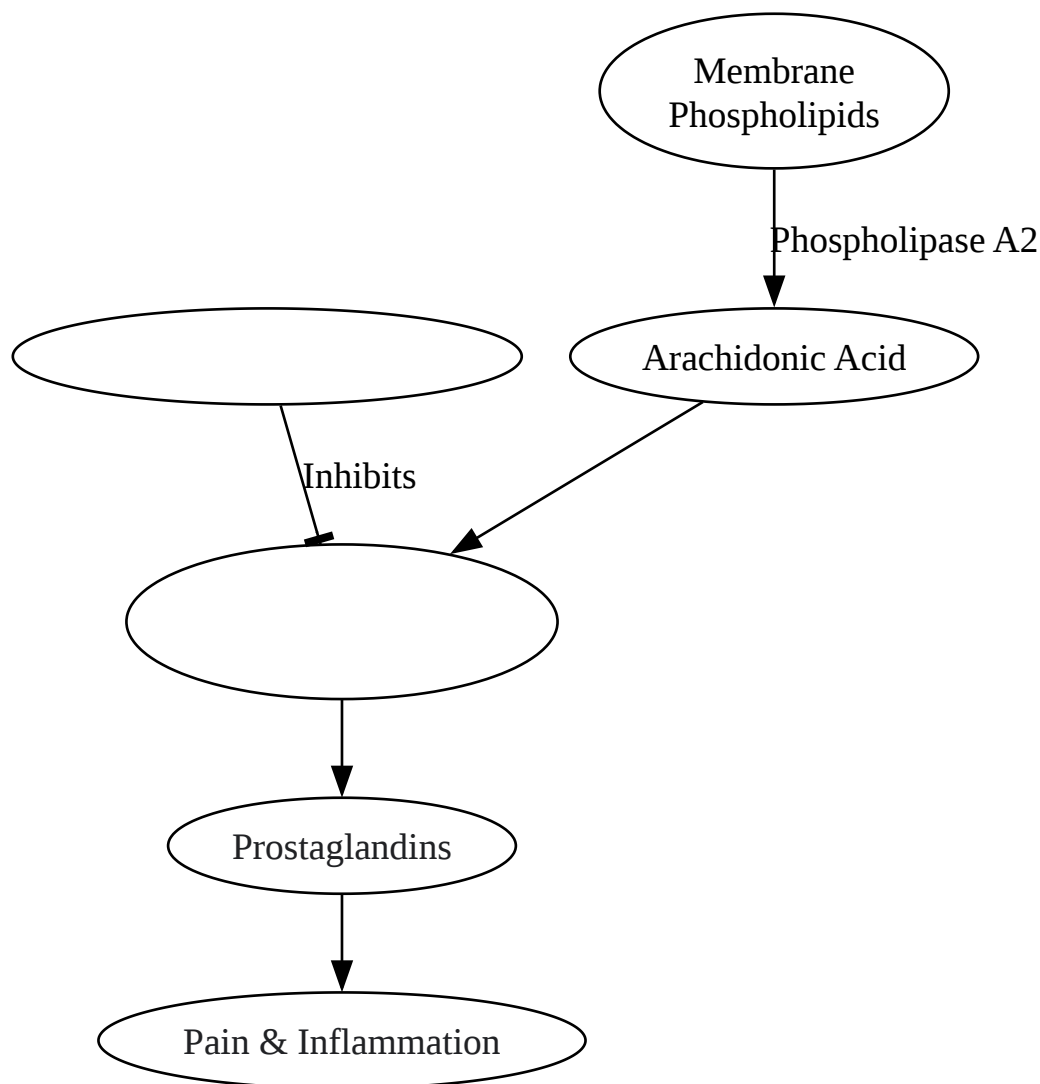 Membrane
Phospholipids
Phospholipase A2
Arachidonic Acid
Inhibits
Prostaglandins
Pain & Inflammation